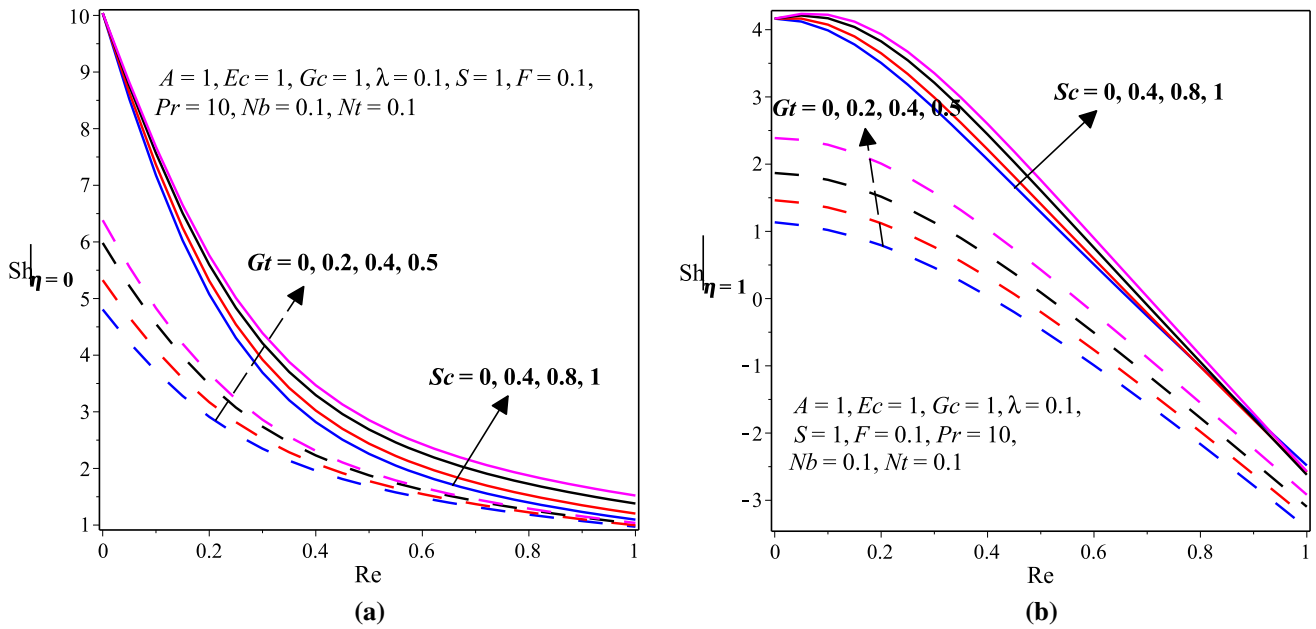 10
9
8
7
6
5
4
3
2
1
A = 1, Ec = 1, Gc = 1, λ = 0.1, S = 1, F = 0.1,
Pr = 10, Nb = 0.1, Nt = 0.1
Sh|η = 0
Gt = 0, 0.2, 0.4, 0.5
Sc = 0, 0.4, 0.8, 1
0 0.2 0.4 0.6 0.8 1
Re
(a)
4
3
2
1
0
-1
-2
-3
Sc = 0, 0.4, 0.8, 1
Gt = 0, 0.2, 0.4, 0.5
Sh|η = 1
A = 1, Ec = 1, Gc = 1, λ = 0.1,
S = 1, F = 0.1, Pr = 10,
Nb = 0.1, Nt = 0.1
0 0.2 0.4 0.6 0.8 1
Re
(b)